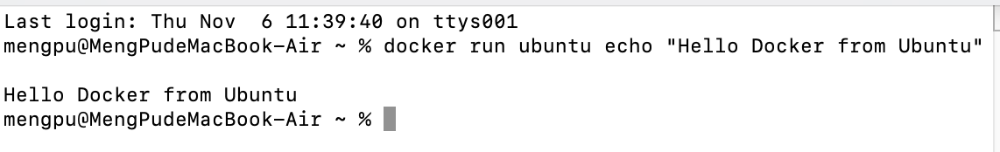 Last login: Thu Nov  6 11:39:40 on ttys001
mengpu@MengPudeMacBook-Air ~ % docker run ubuntu echo "Hello Docker from Ubuntu"
Hello Docker from Ubuntu
mengpu@MengPudeMacBook-Air ~ %